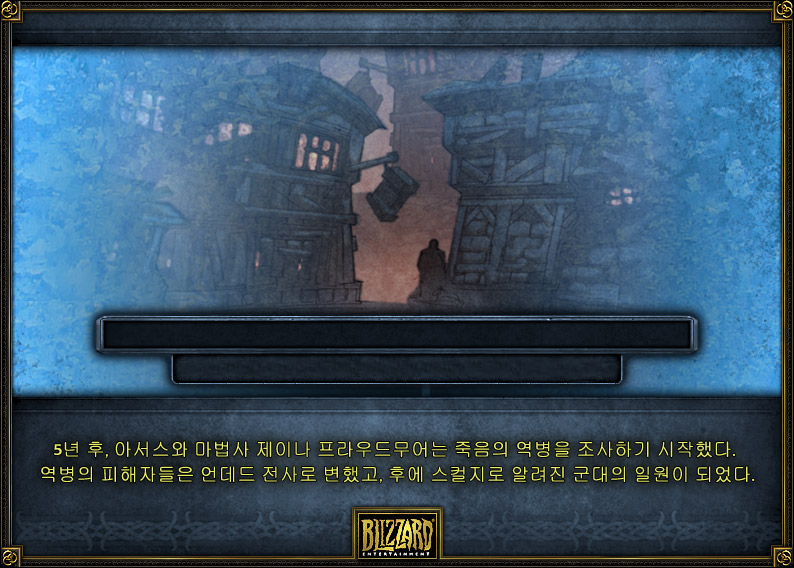 5년 후, 아서스와 마법사 제이나 프라우드무어는 죽음의 역병을 조사하기 시작했다.
역병의 피해자들은 언데드 전사로 변했고, 후에 스컬지로 알려진 군대의 일원이 되었다.
BLIZZARD
ENTERTAINMENT